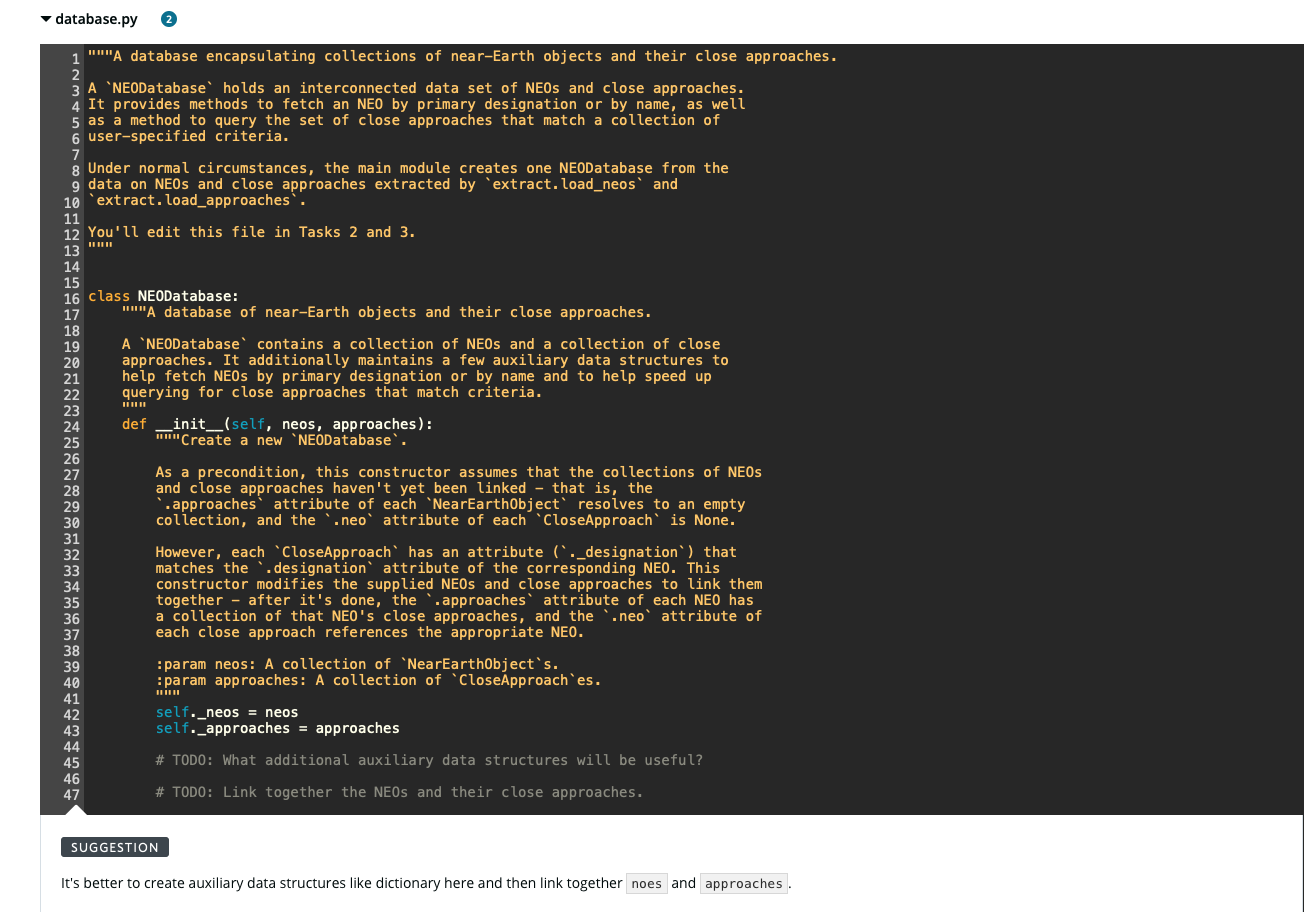 database.py 2
1 """A database encapsulating collections of near-Earth objects and their close approaches.
2
3 A `NEODatabase` holds an interconnected data set of NEOs and close approaches.
4 It provides methods to fetch an NEO by primary designation or by name, as well
5 as a method to query the set of close approaches that match a collection of
6 user-specified criteria.
7
8 Under normal circumstances, the main module creates one NEODatabase from the
9 data on NEOs and close approaches extracted by `extract.load_neos` and
10 `extract.load_approaches`.
11
12 You'll edit this file in Tasks 2 and 3.
13 """
14
15
16 class NEODatabase:
17     """A database of near-Earth objects and their close approaches.
18
19     A `NEODatabase` contains a collection of NEOs and a collection of close
20     approaches. It additionally maintains a few auxiliary data structures to
21     help fetch NEOs by primary designation or by name and to help speed up
22     querying for close approaches that match criteria.
23     """
24     def __init__(self, neos, approaches):
25         """Create a new `NEODatabase`.
26
27         As a precondition, this constructor assumes that the collections of NEOs
28         and close approaches haven't yet been linked - that is, the
29         `.approaches` attribute of each `NearEarthObject` resolves to an empty
30         collection, and the `.neo` attribute of each `CloseApproach` is None.
31
32         However, each `CloseApproach` has an attribute (`._designation`) that
33         matches the `.designation` attribute of the corresponding NEO. This
34         constructor modifies the supplied NEOs and close approaches to link them
35         together - after it's done, the `.approaches` attribute of each NEO has
36         a collection of that NEO's close approaches, and the `.neo` attribute of
37         each close approach references the appropriate NEO.
38
39         :param neos: A collection of `NearEarthObject`s.
40         :param approaches: A collection of `CloseApproach`es.
41         """
42         self._neos = neos
43         self._approaches = approaches
44
45         # TODO: What additional auxiliary data structures will be useful?
46
47         # TODO: Link together the NEOs and their close approaches.
SUGGESTION
It's better to create auxiliary data structures like dictionary here and then link together noes and approaches.